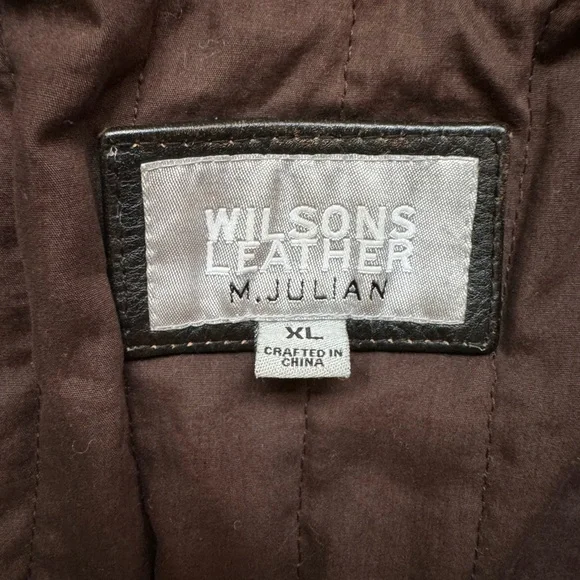 WILSONS
LEATHER
M.JULIAN
XL
CRAFTED IN
CHINA